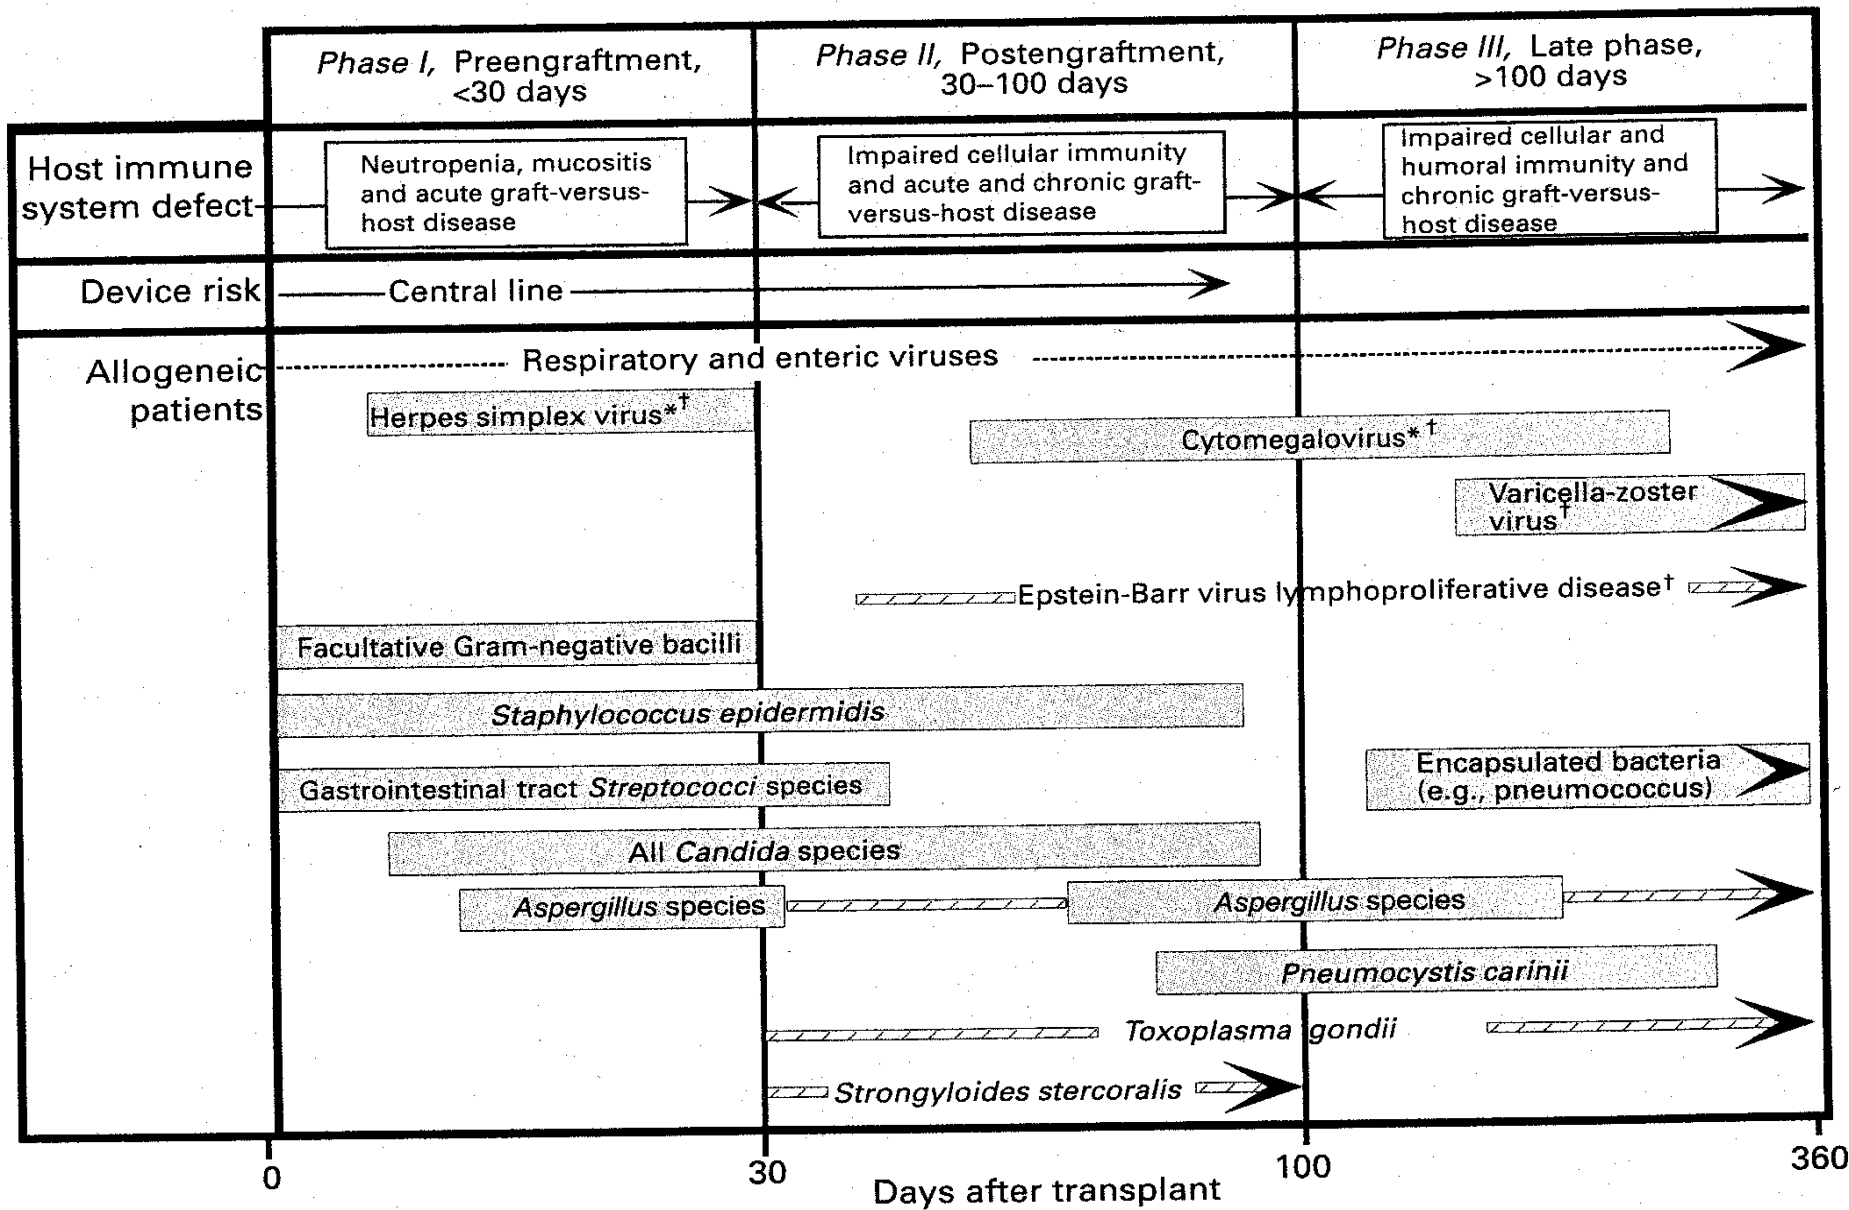 Phase I, Preengraftment,
<30 days
Phase II, Postengraftment,
30–100 days
Phase III, Late phase,
>100 days
Host immune
system defect
Neutropenia, mucositis
and acute graft-versus-
host disease
Impaired cellular immunity
and acute and chronic graft-
versus-host disease
Impaired cellular and
humoral immunity and
chronic graft-versus-
host disease
Device risk
Central line
Allogeneic
patients
Respiratory and enteric viruses
Herpes simplex virus*†
Cytomegalovirus*†
Varicella-zoster
virus†
Epstein-Barr virus lymphoproliferative disease†
Facultative Gram-negative bacilli
Staphylococcus epidermidis
Gastrointestinal tract Streptococci species
Encapsulated bacteria
(e.g., pneumococcus)
All Candida species
Aspergillus species
Aspergillus species
Pneumocystis carinii
Toxoplasma gondii
Strongyloides stercoralis
0
30
100
360
Days after transplant